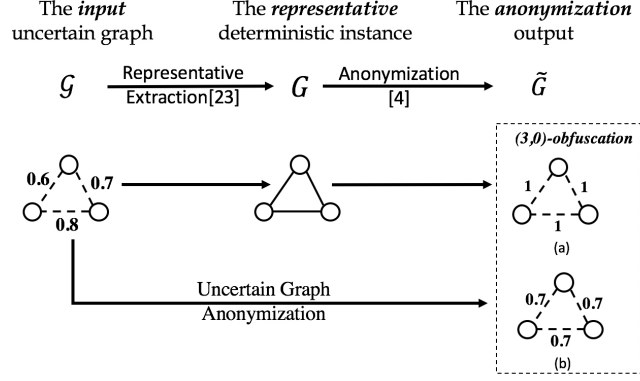 The input
uncertain graph
The representative
deterministic instance
The anonymization
output
𝒢
Representative
Extraction[23]
G
Anonymization
[4]
G̃
(3,0)-obfuscation
0.6
0.7
0.8
1
1
1
(a)
Uncertain Graph
Anonymization
0.7
0.7
0.7
(b)